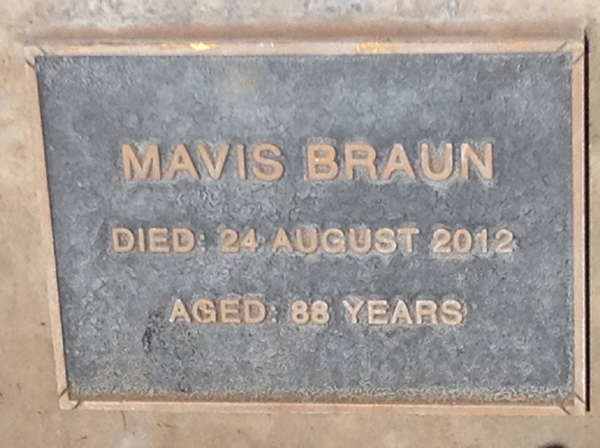 MAVIS BRAUN
DIED: 24 AUGUST 2012
AGED: 88 YEARS